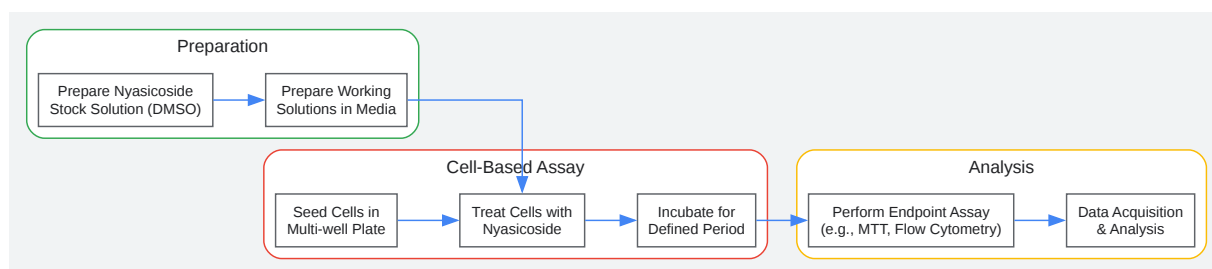 Preparation
Prepare Nyasicoside
Stock Solution (DMSO)
Prepare Working
Solutions in Media
Cell-Based Assay
Seed Cells in
Multi-well Plate
Treat Cells with
Nyasicoside
Incubate for
Defined Period
Analysis
Perform Endpoint Assay
(e.g., MTT, Flow Cytometry)
Data Acquisition
& Analysis